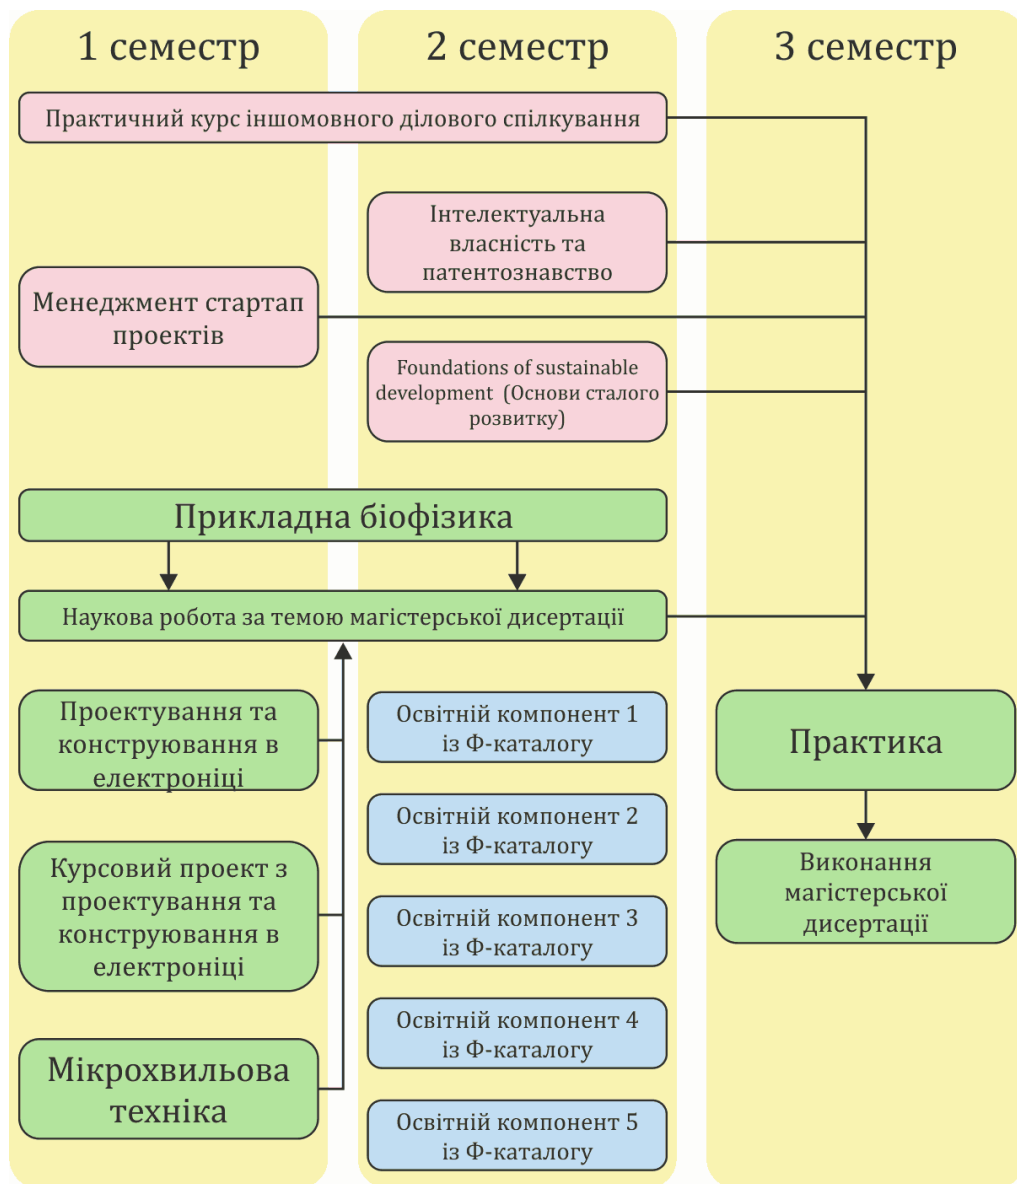 1 семестр
2 семестр
3 семестр
Практичний курс іншомовного ділового спілкування
Інтелектуальна
власність та
патентознавство
Менеджмент стартап
проектів
Foundations of sustainable
development (Основи сталого
розвитку)
Прикладна біофізика
Наукова робота за темою магістерської дисертації
Проектування та
конструювання в
електроніці
Курсовий проект з
проектування та
конструювання в
електроніці
Мікрохвильова
техніка
Освітній компонент 1
із Ф-каталогу
Освітній компонент 2
із Ф-каталогу
Освітній компонент 3
із Ф-каталогу
Освітній компонент 4
із Ф-каталогу
Освітній компонент 5
із Ф-каталогу
Практика
Виконання
магістерської
дисертації